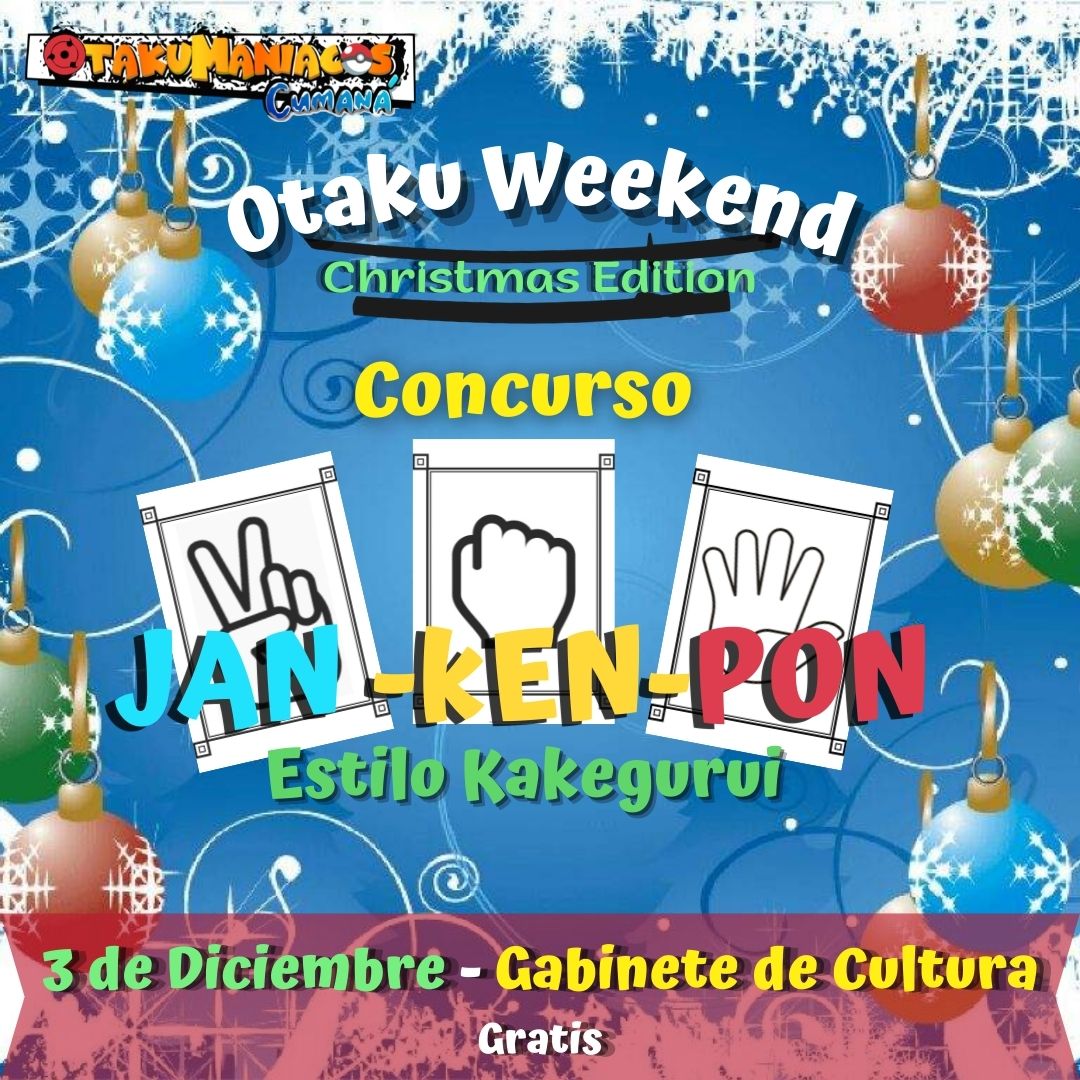 OTAKUMANIACOS
CUMANÁ
Otaku Weekend
Christmas Edition
Concurso
JAN -KEN-PON
Estilo Kakegurui
3 de Diciembre - Gabinete de Cultura
Gratis